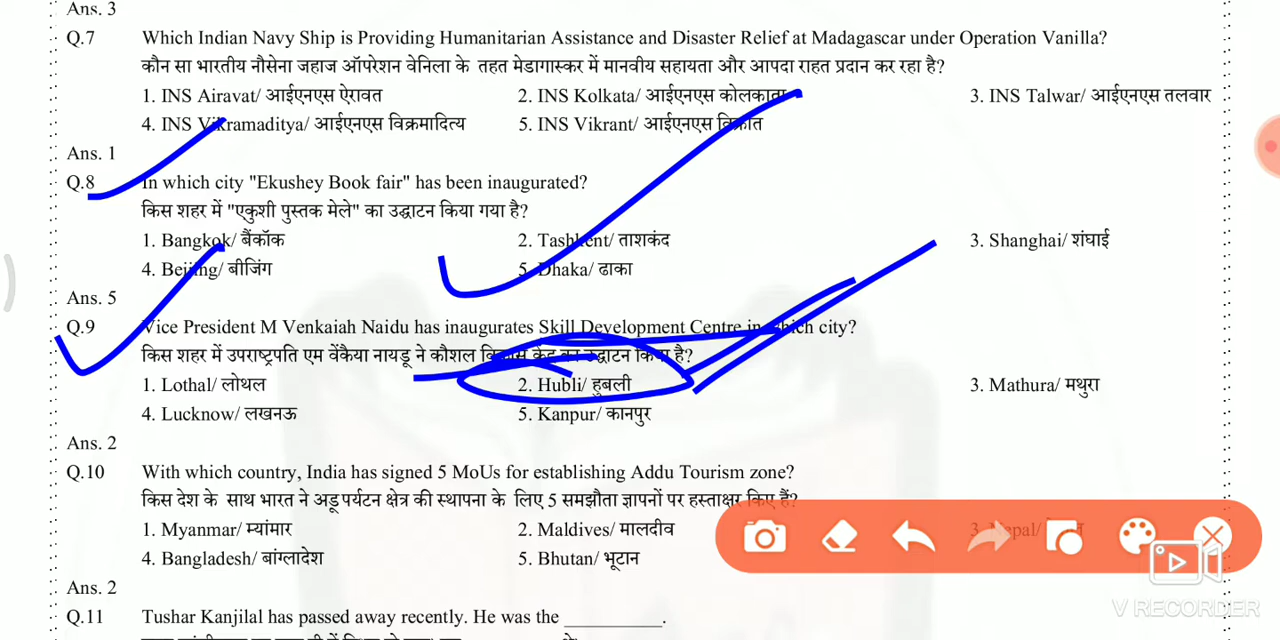 Ans. 3
Q.7 Which Indian Navy Ship is Providing Humanitarian Assistance and Disaster Relief at Madagascar under Operation Vanilla?
कौन सा भारतीय नौसेना जहाज ऑपरेशन वेनिला के तहत मेडागास्कर में मानवीय सहायता और आपदा राहत प्रदान कर रहा है?
1. INS Airavat/ आईएनएस ऐरावत 2. INS Kolkata/ आईएनएस कोलकाता 3. INS Talwar/ आईएनएस तलवार
4. INS Vikramaditya/ आईएनएस विक्रमादित्य 5. INS Vikrant/ आईएनएस विक्रांत
Ans. 1
Q.8 In which city "Ekushey Book fair" has been inaugurated?
किस शहर में "एकुशी पुस्तक मेले" का उद्घाटन किया गया है?
1. Bangkok/ बैंकॉक 2. Tashkent/ ताशकंद 3. Shanghai/ शंघाई
4. Beijing/ बीजिंग 5. Dhaka/ ढाका
Ans. 5
Q.9 Vice President M Venkaiah Naidu has inaugurates Skill Development Centre in which city?
किस शहर में उपराष्ट्रपति एम वेंकैया नायडू ने कौशल विकास केंद्र का उद्घाटन किया है?
1. Lothal/ लोथल 2. Hubli/ हुबली 3. Mathura/ मथुरा
4. Lucknow/ लखनऊ 5. Kanpur/ कानपुर
Ans. 2
Q.10 With which country, India has signed 5 MoUs for establishing Addu Tourism zone?
किस देश के साथ भारत ने अडू पर्यटन क्षेत्र की स्थापना के लिए 5 समझौता ज्ञापनों पर हस्ताक्षर किए हैं?
1. Myanmar/ म्यांमार 2. Maldives/ मालदीव 3. Nepal/
4. Bangladesh/ बांग्लादेश 5. Bhutan/ भूटान
Ans. 2
Q.11 Tushar Kanjilal has passed away recently. He was the __________.
V RECORDER